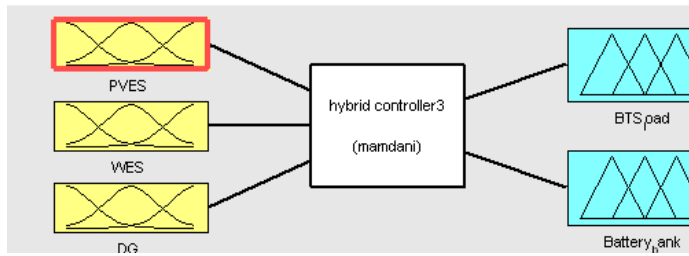 PVES
WES
DG
hybrid controller3
(mamdani)
BTSload
Batterybank